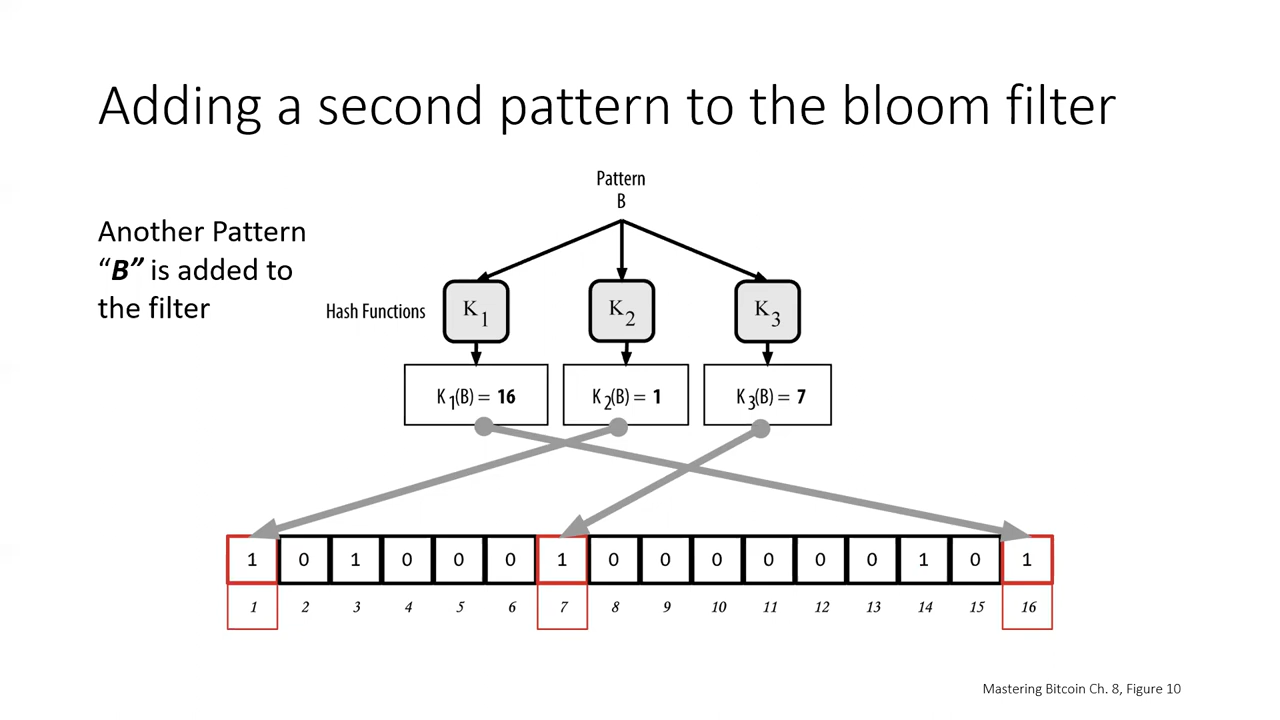 Adding a second pattern to the bloom filter
Pattern
B
Another Pattern
“B” is added to
the filter
Hash Functions
K1
K2
K3
K1(B) = 16
K2(B) = 1
K3(B) = 7
1 0 1 0 0 0 1 0 0 0 0 0 0 1 0 1
1 2 3 4 5 6 7 8 9 10 11 12 13 14 15 16
Mastering Bitcoin Ch. 8, Figure 10